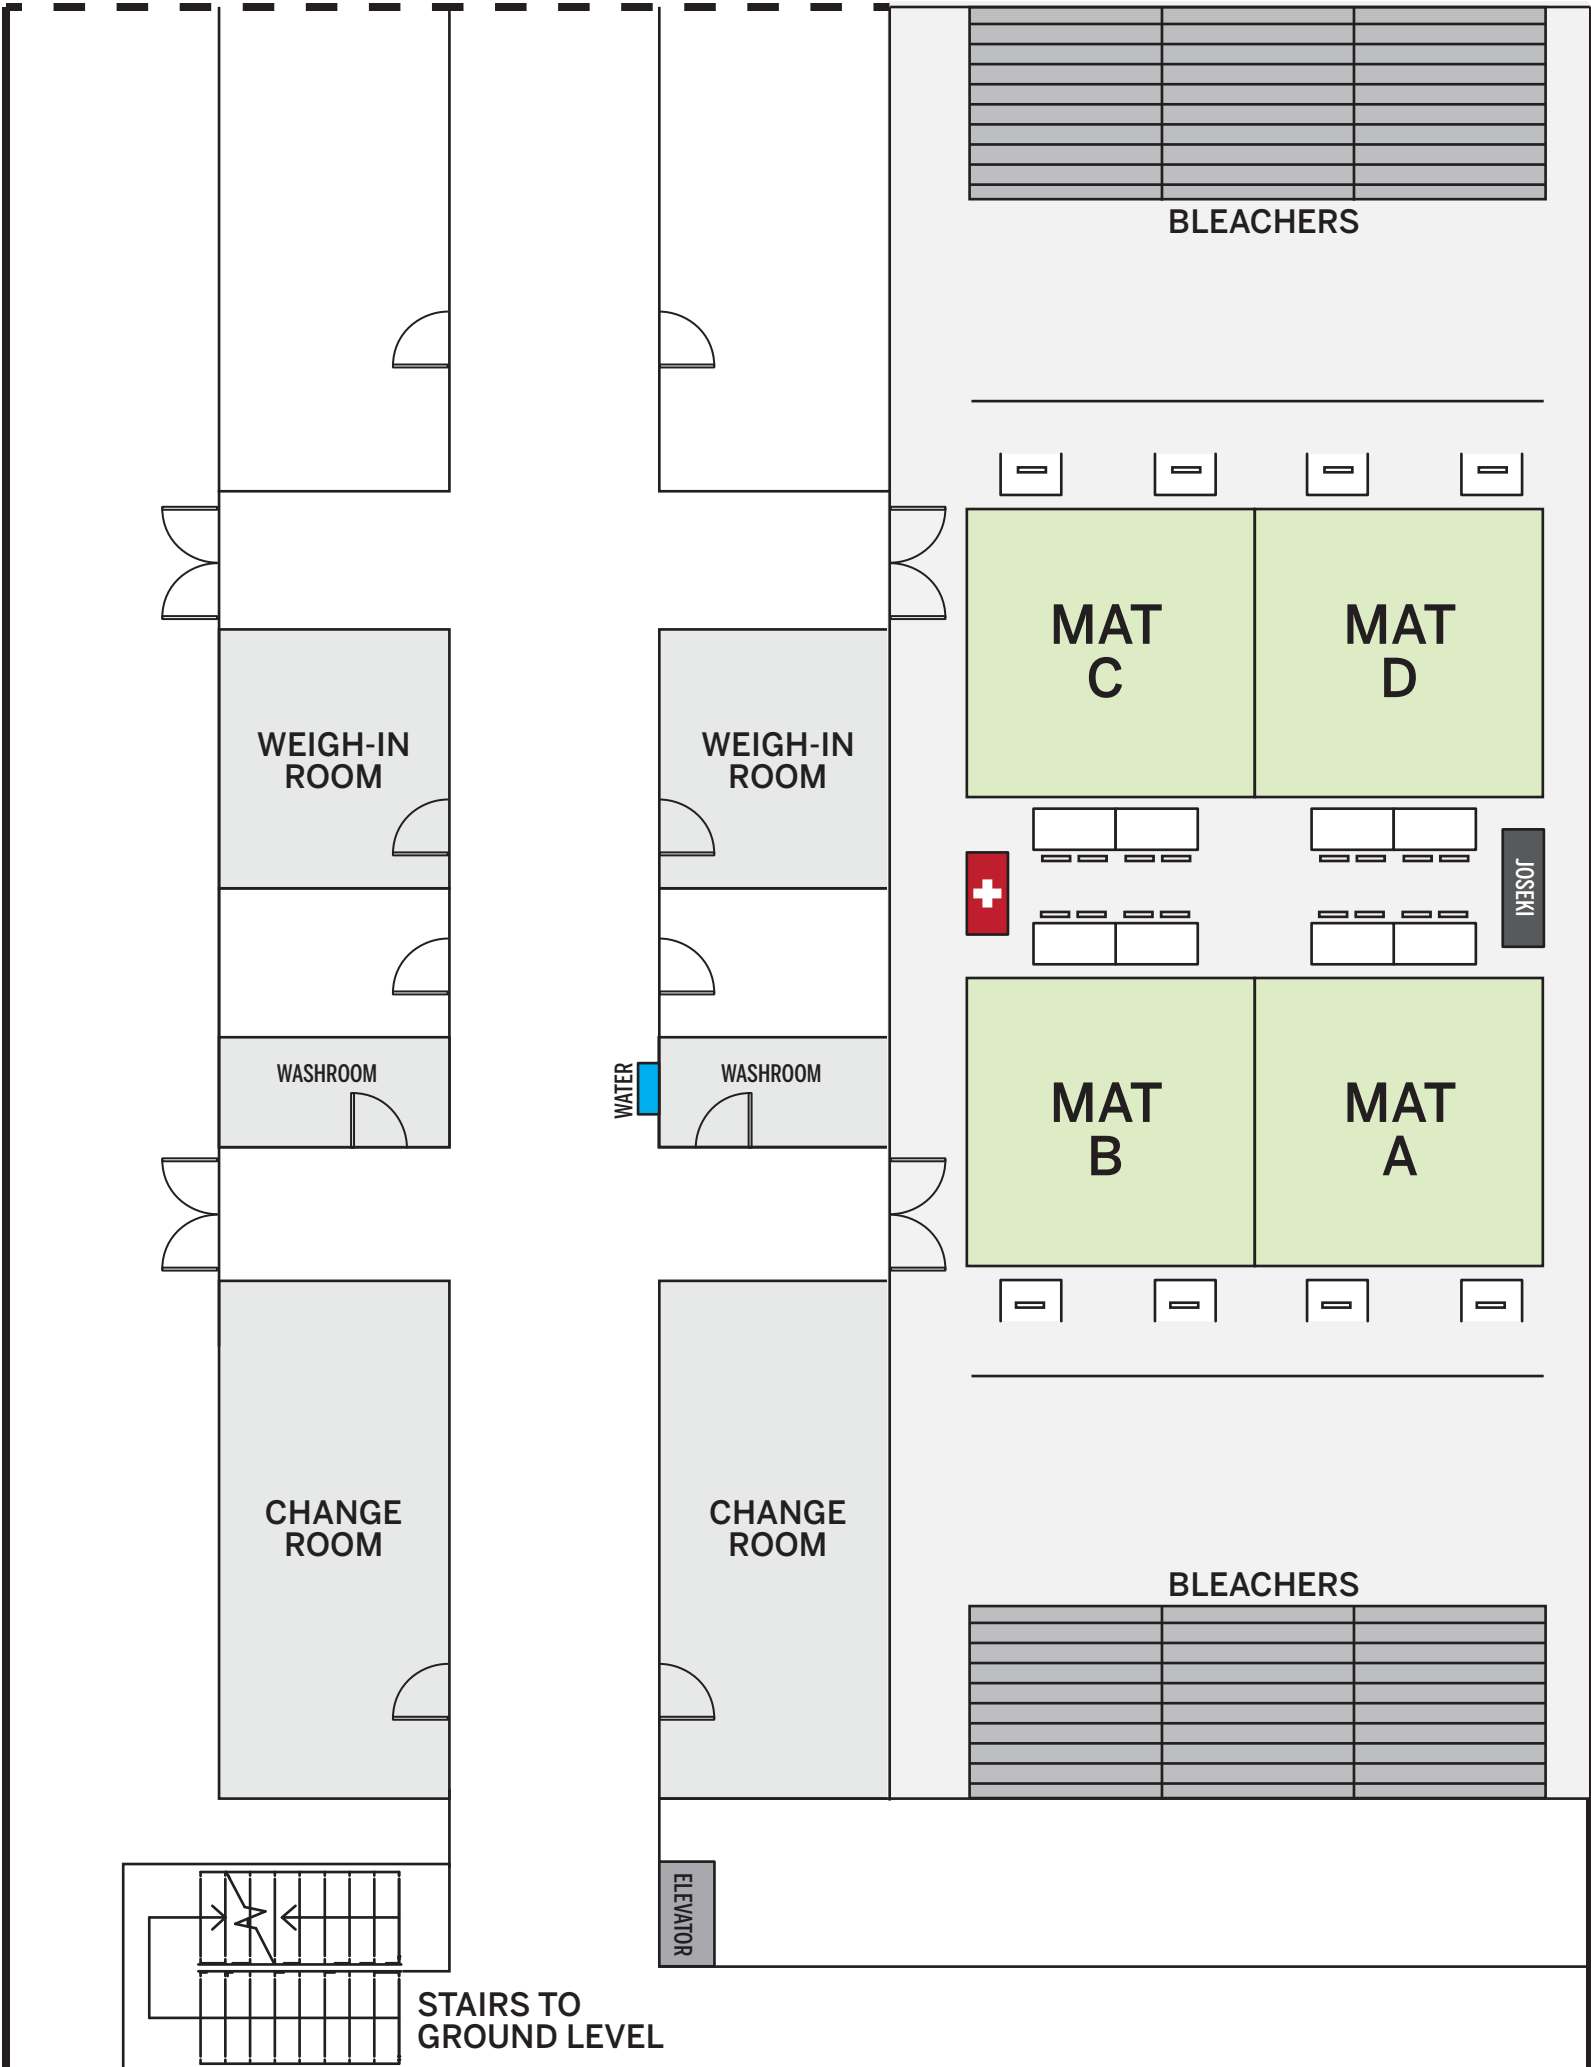 BLEACHERS
MAT
C
MAT
D
WEIGH-IN
ROOM
WEIGH-IN
ROOM
JOSEKI
WASHROOM
WATER
WASHROOM
MAT
B
MAT
A
CHANGE
ROOM
CHANGE
ROOM
BLEACHERS
ELEVATOR
STAIRS TO
GROUND LEVEL